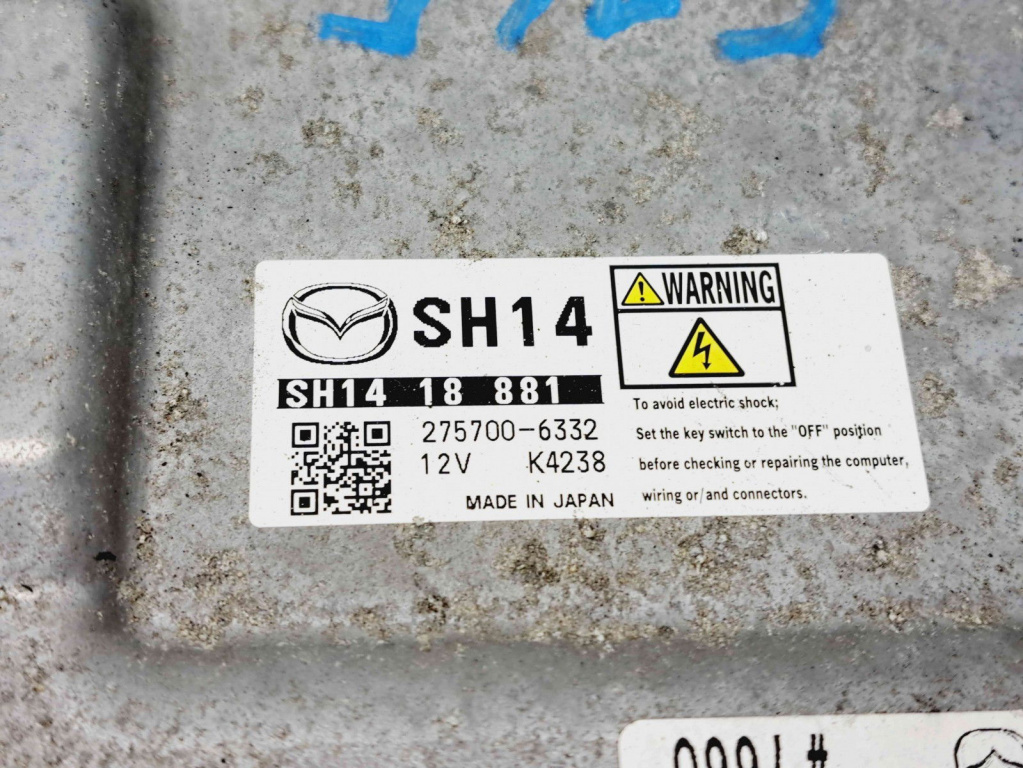 SH14
SH14 18 881
275700-6332
12V K4238
MADE IN JAPAN
WARNING
To avoid electric shock;
Set the key switch to the "OFF" position
before checking or repairing the computer,
wiring or/and connectors.